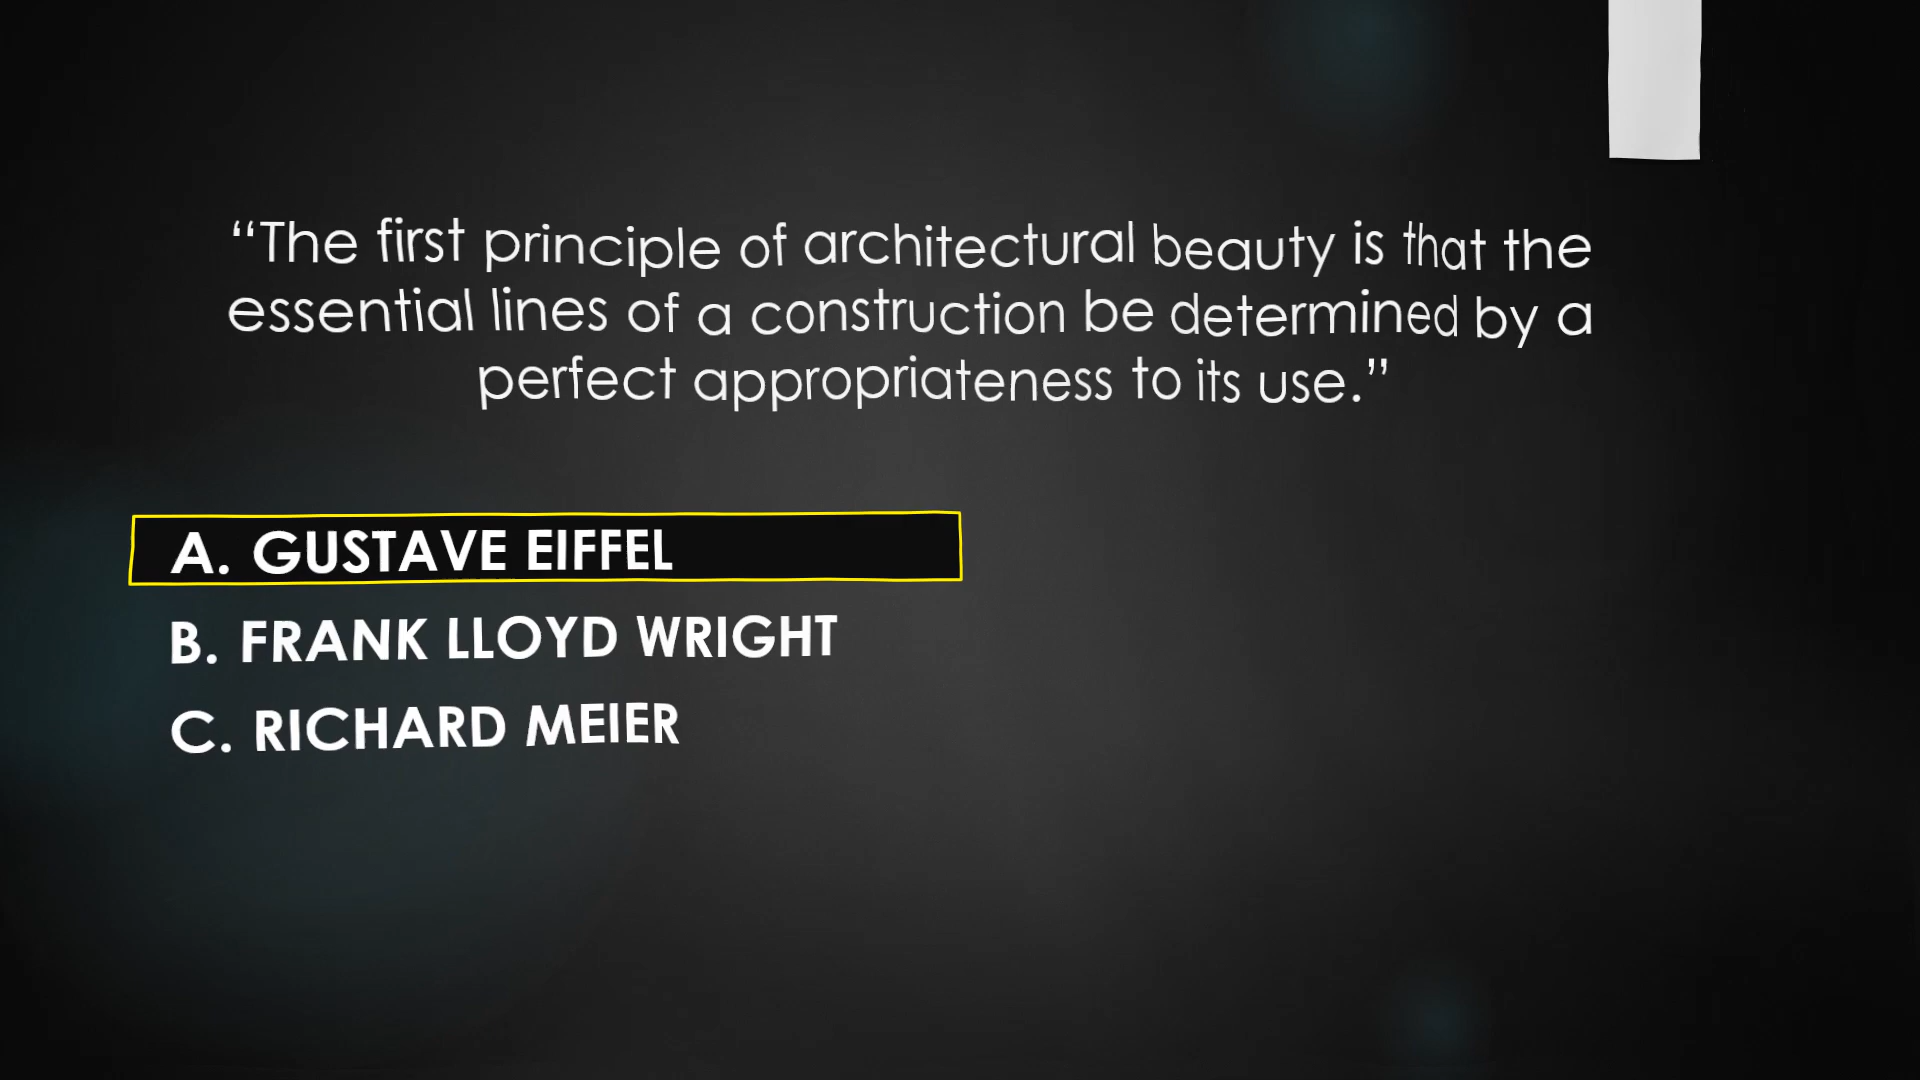 “The first principle of architectural beauty is that the
essential lines of a construction be determined by a
perfect appropriateness to its use.”
A. GUSTAVE EIFFEL
B. FRANK LLOYD WRIGHT
C. RICHARD MEIER